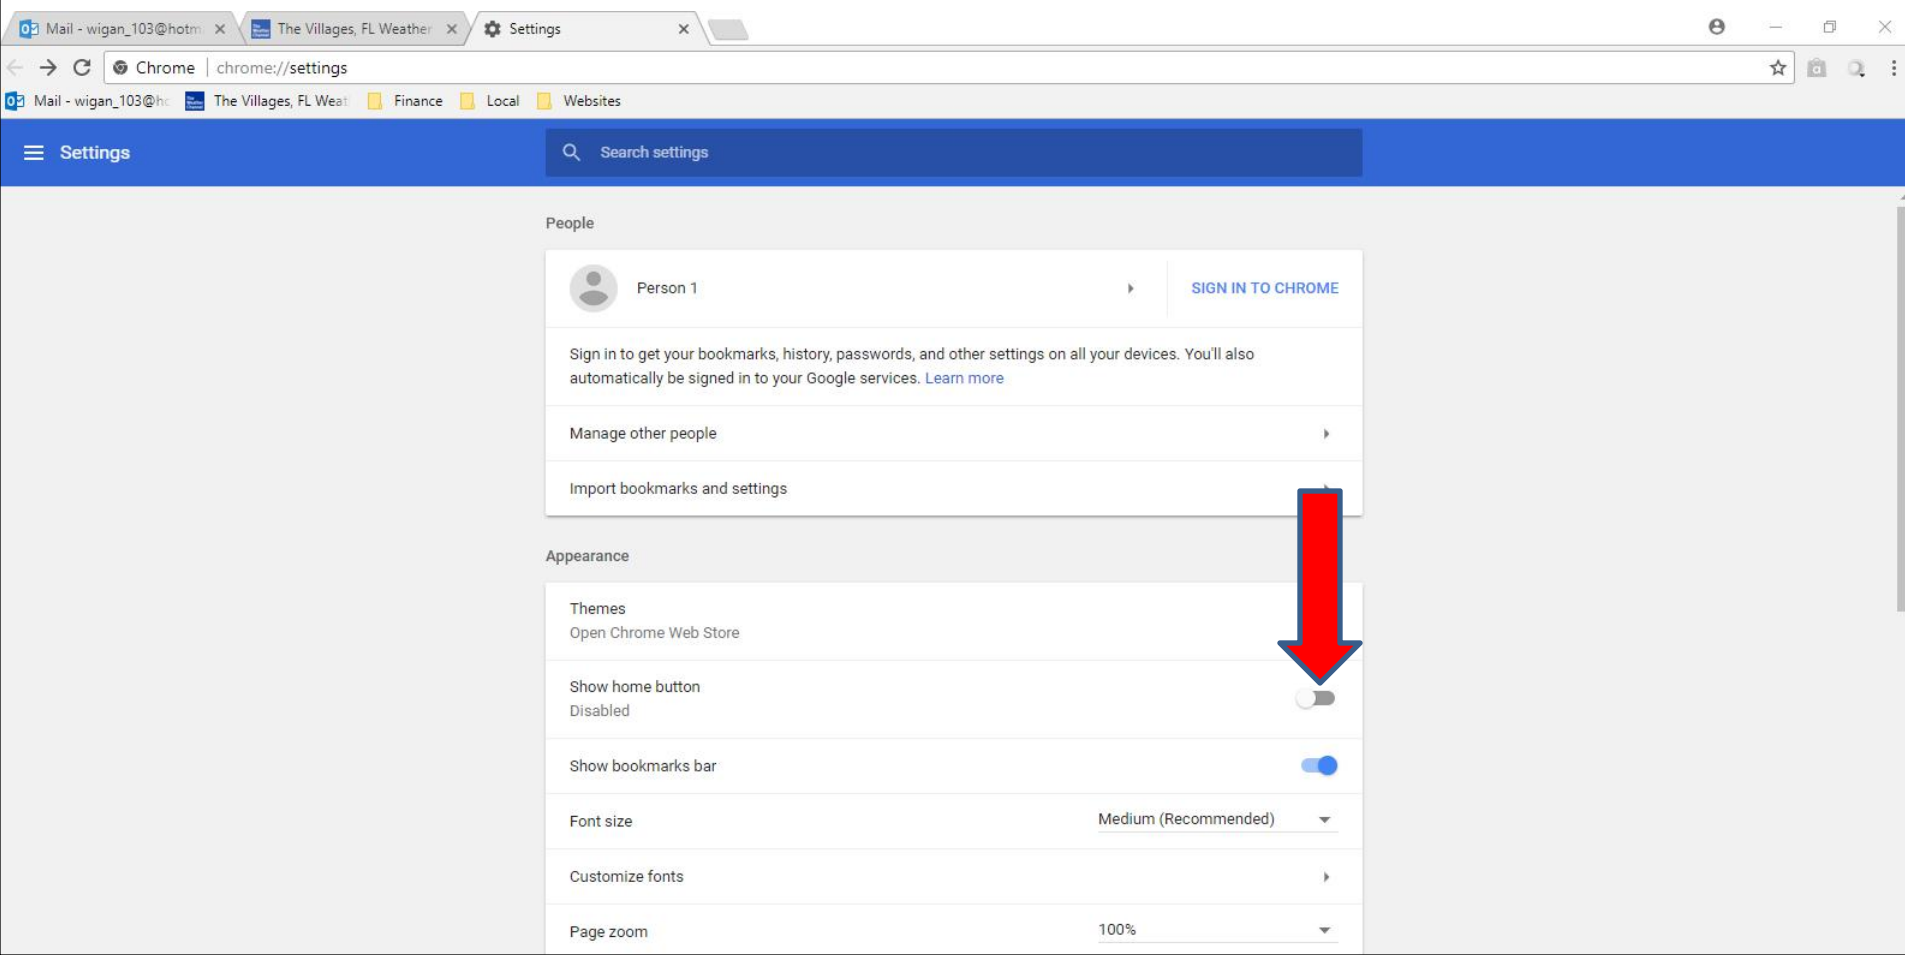 Mail - wigan_103@hotm
The Villages, FL Weather
Settings
Chrome
chrome://settings
Mail - wigan_103@ho
The Villages, FL Weat
Finance
Local
Websites
Settings
Search settings
People
Person 1
SIGN IN TO CHROME
Sign in to get your bookmarks, history, passwords, and other settings on all your devices. You'll also
automatically be signed in to your Google services. Learn more
Manage other people
Import bookmarks and settings
Appearance
Themes
Open Chrome Web Store
Show home button
Disabled
Show bookmarks bar
Font size
Medium (Recommended)
Customize fonts
Page zoom
100%